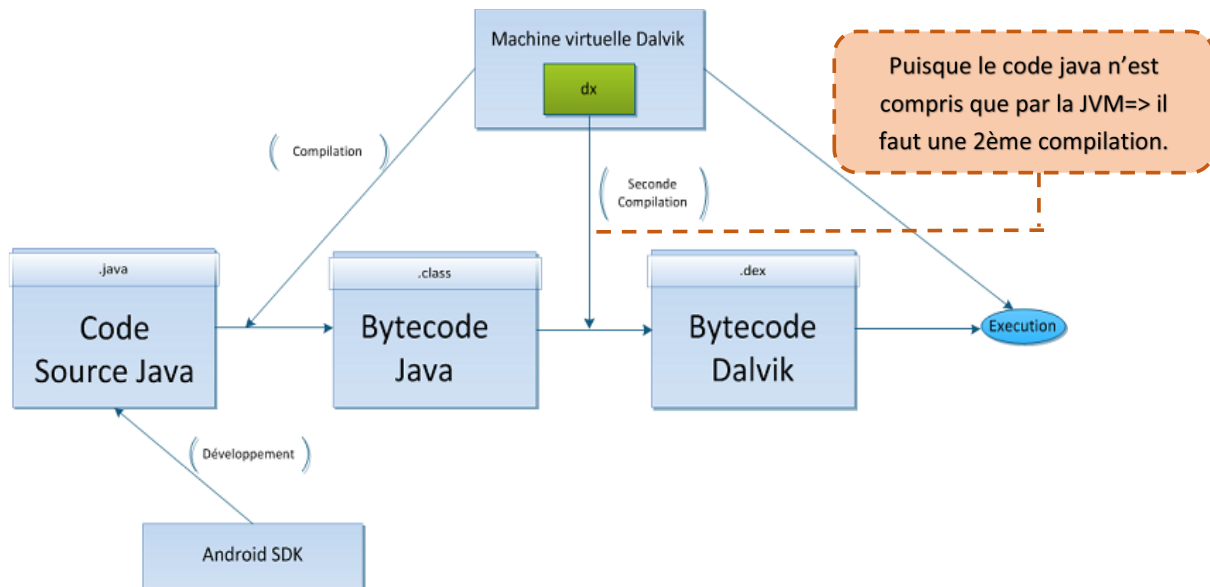 Machine virtuelle Dalvik
dx
Puisque le code java n'est
compris que par la JVM=> il
faut une 2ème compilation.
Compilation
Seconde
Compilation
.java
Code
Source Java
.class
Bytecode
Java
.dex
Bytecode
Dalvik
Execution
Développement
Android SDK